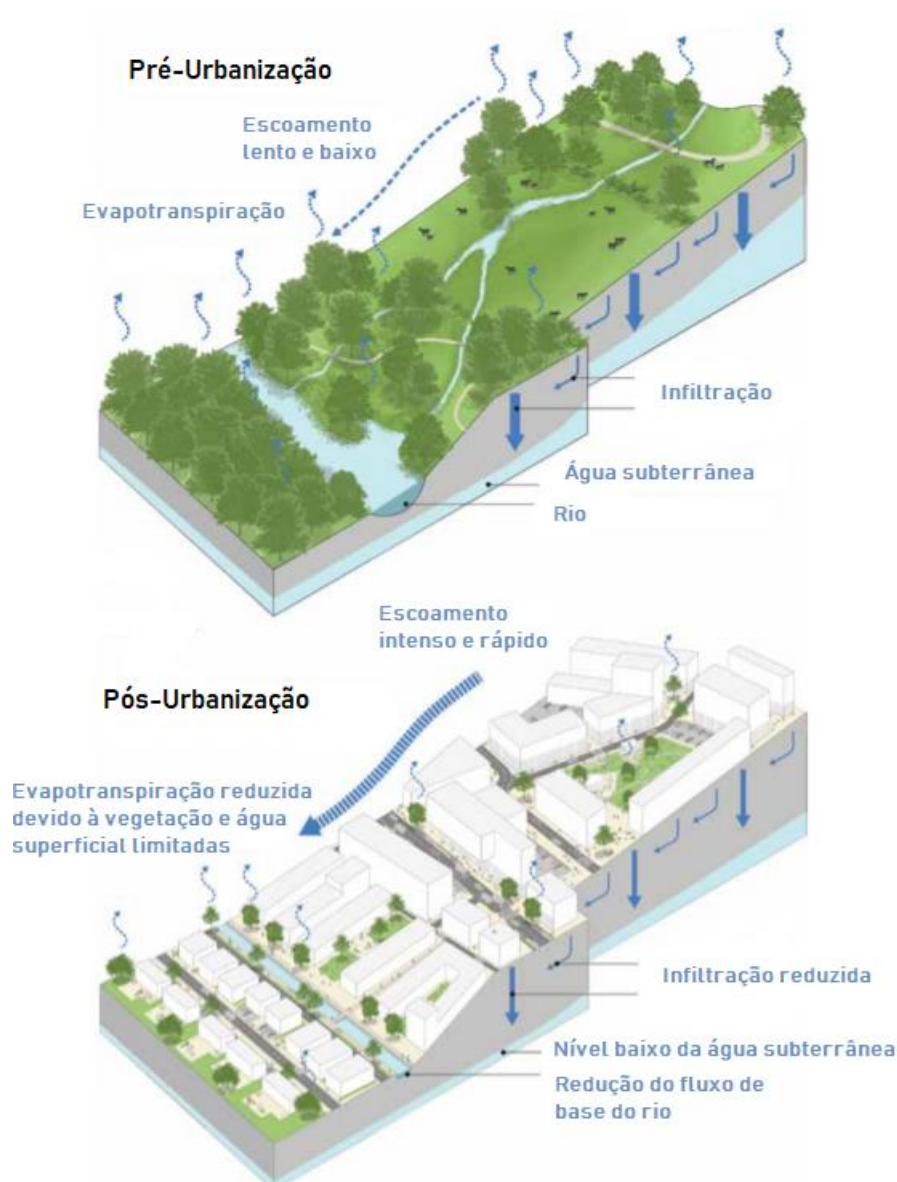 Pré-Urbanização
Escoamento
lento e baixo
Evapotranspiração
Infiltração
Água subterrânea
Rio
Escoamento
intenso e rápido
Pós-Urbanização
Evapotranspiração reduzida
devido à vegetação e água
superficial limitadas
Infiltração reduzida
Nível baixo da água subterrânea
Redução do fluxo de
base do rio